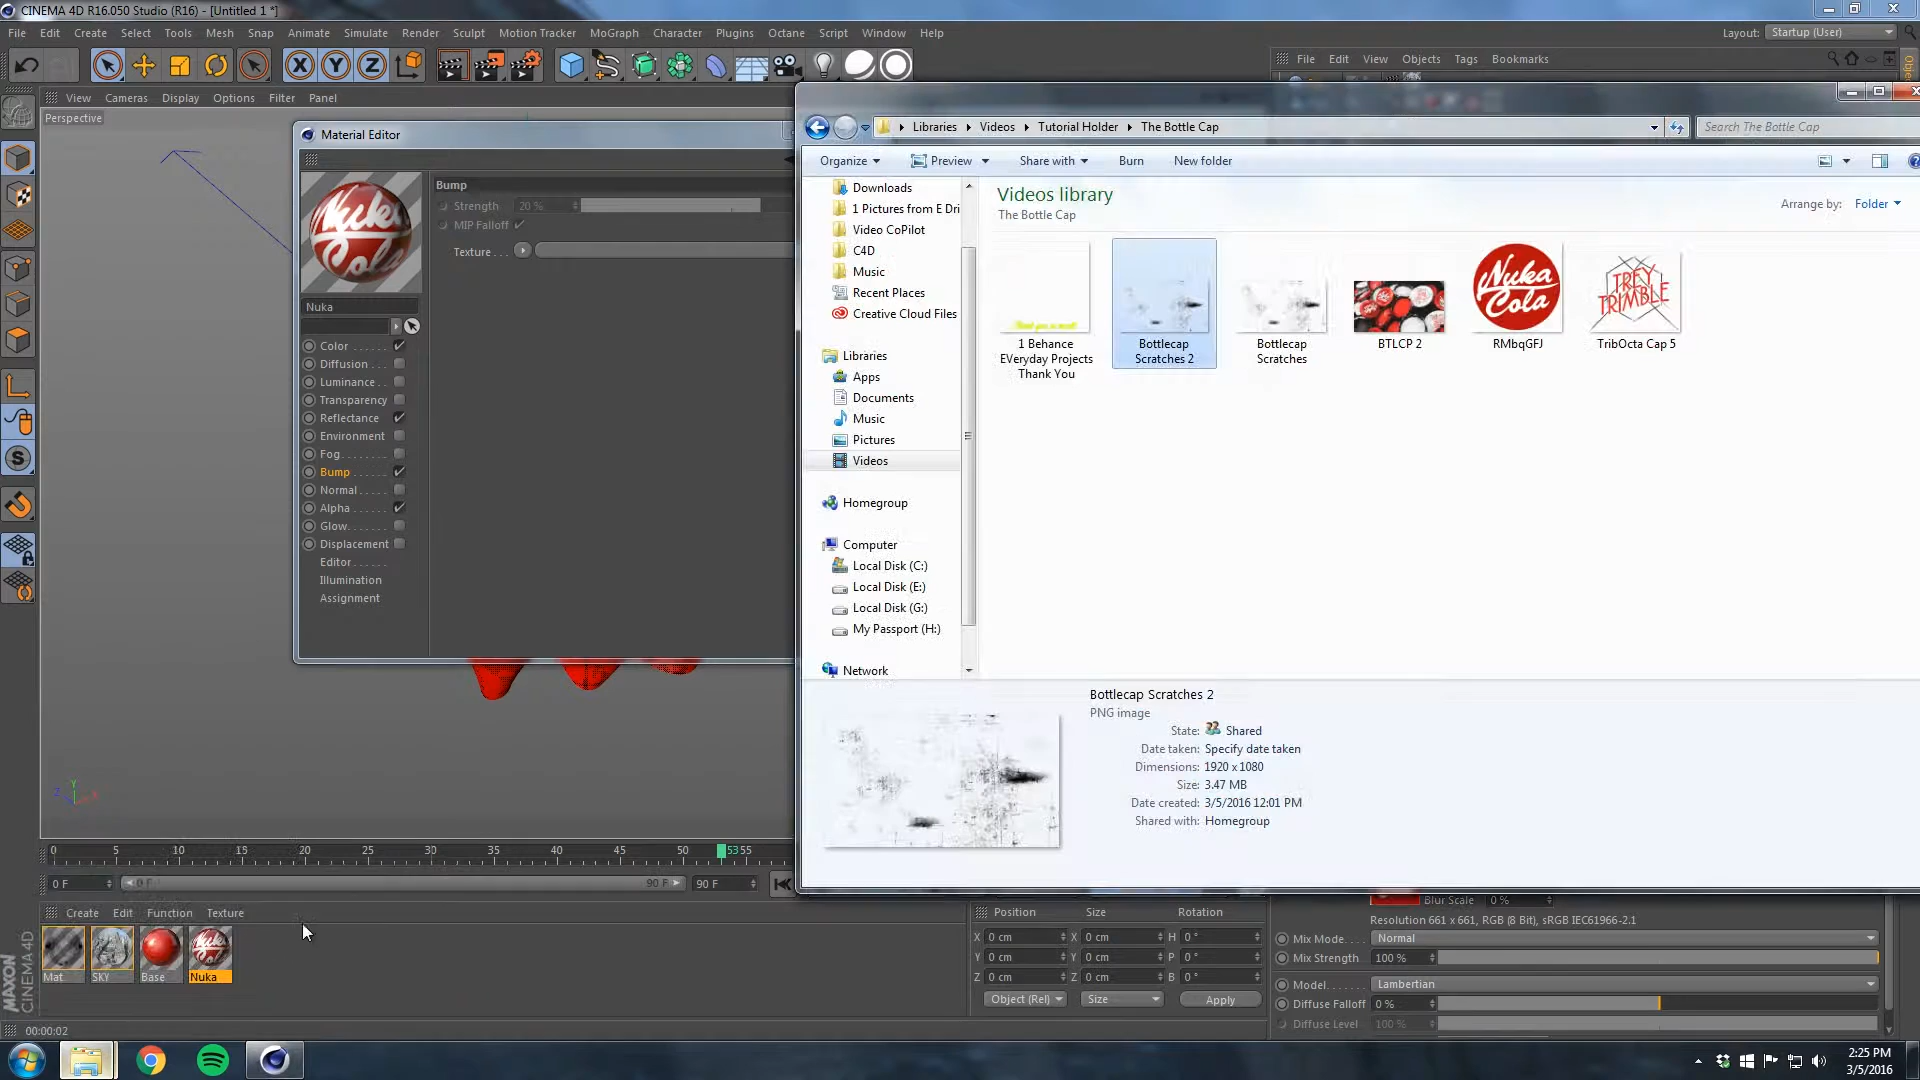 CINEMA 4D R16.050 Studio (R16) - [Untitled 1 *]
File Edit Create Select Tools Mesh Snap Animate Simulate Render Sculpt Motion Tracker MoGraph Character Plugins Octane Script Window Help
Layout: Startup (User)
X Y Z
File Edit View Objects Tags Bookmarks
View Cameras Display Options Filter Panel
Perspective
Material Editor
Nuka
Color
Diffusion
Luminance
Transparency
Reflectance
Environment
Fog
Bump
Normal
Alpha
Glow
Displacement
Editor
Illumination
Assignment
Bump
Strength 20 %
MIP Falloff
Texture
Libraries Videos Tutorial Holder The Bottle Cap
Search The Bottle Cap
Organize Preview Share with Burn New folder
Downloads
1 Pictures from E Dri
Video CoPilot
C4D
Music
Recent Places
Creative Cloud Files
Libraries
Apps
Documents
Music
Pictures
Videos
Homegroup
Computer
Local Disk (C:)
Local Disk (E:)
Local Disk (G:)
My Passport (H:)
Network
Videos library
The Bottle Cap
Arrange by: Folder
Nuka Cola
TREY TRIMBLE
1 Behance EVeryday Projects Thank You
Bottlecap Scratches 2
Bottlecap Scratches
BTLCP 2
RMbqGFJ
TribOcta Cap 5
Bottlecap Scratches 2
PNG image
State: Shared
Date taken: Specify date taken
Dimensions: 1920 x 1080
Size: 3.47 MB
Date created: 3/5/2016 12:01 PM
Shared with: Homegroup
0 5 10 15 20 25 30 35 40 45 50 53 55
0 F 0 F 90 F 90 F
Create Edit Function Texture
Mat SKY Base Nuka
MAXON CINEMA 4D
Position Size Rotation
X 0 cm X 0 cm H 0 °
Y 0 cm Y 0 cm P 0 °
Z 0 cm Z 0 cm B 0 °
Object (Rel) Size Apply
Blur Scale 0 %
Resolution 661 x 661, RGB (8 Bit), sRGB IEC61966-2.1
Mix Mode Normal
Mix Strength 100 %
Model Lambertian
Diffuse Falloff 0 %
Diffuse Level 100 %
00:00:02
2:25 PM
3/5/2016